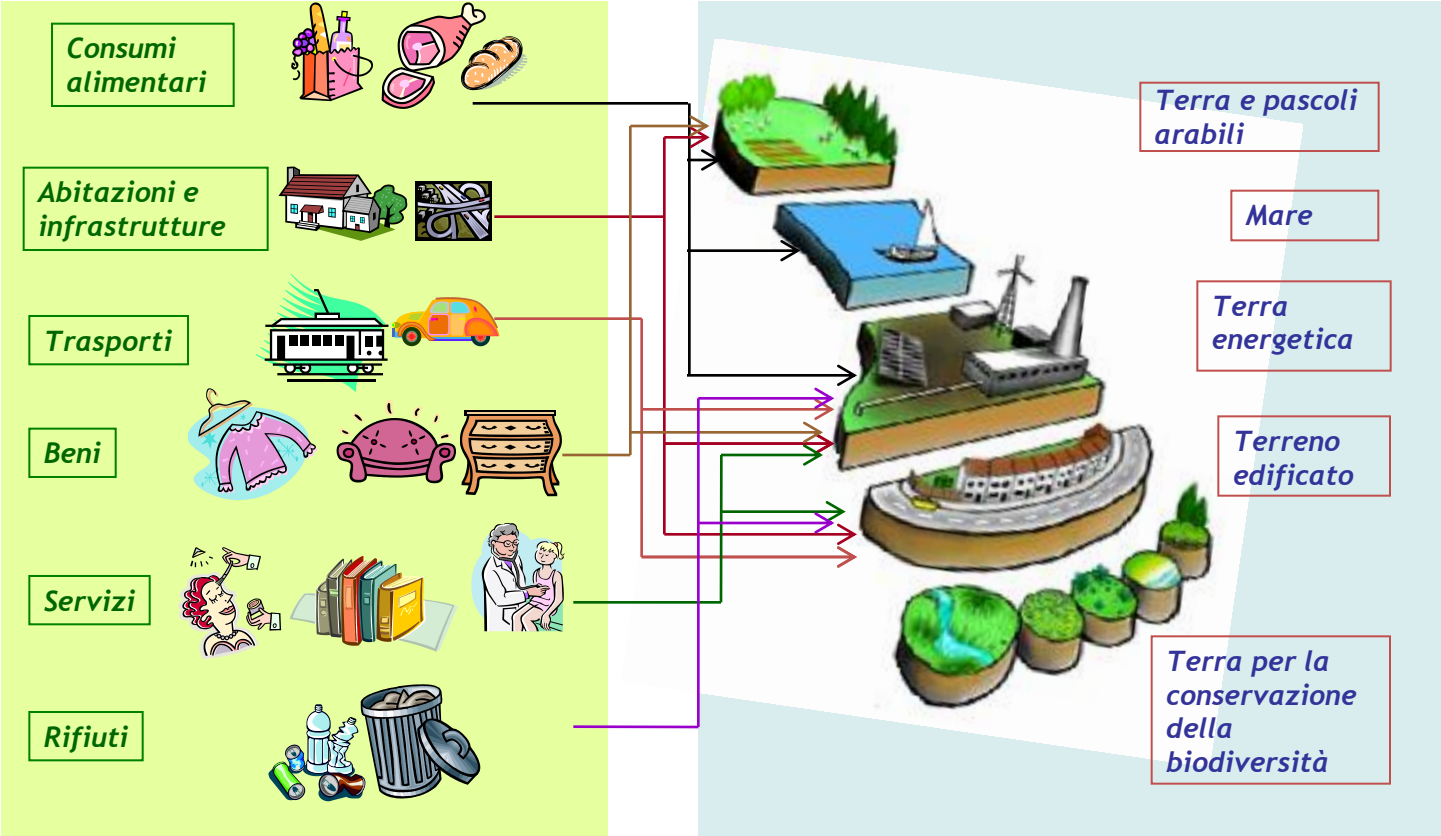 Consumi
alimentari
Abitazioni e
infrastrutture
Trasporti
Beni
Servizi
Rifiuti
Terra e pascoli
arabili
Mare
Terra
energetica
Terreno
edificato
Terra per la
conservazione
della
biodiversità